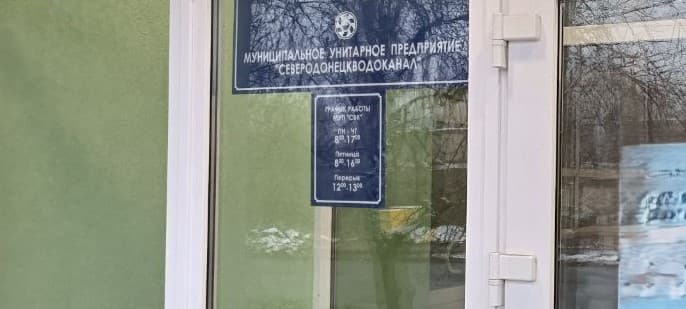 МУНИЦИПАЛЬНОЕ УНИТАРНОЕ ПРЕДПРИЯТИЕ
"СЕВЕРОДОНЕЦКВОДОКАНАЛ"
ГРАФИК РАБОТЫ
МУП "СВК"
ПН - ЧТ
8⁰⁰-17⁰⁰
Пятница
8⁰⁰-16⁰⁰
Перерыв
12⁰⁰-13⁰⁰